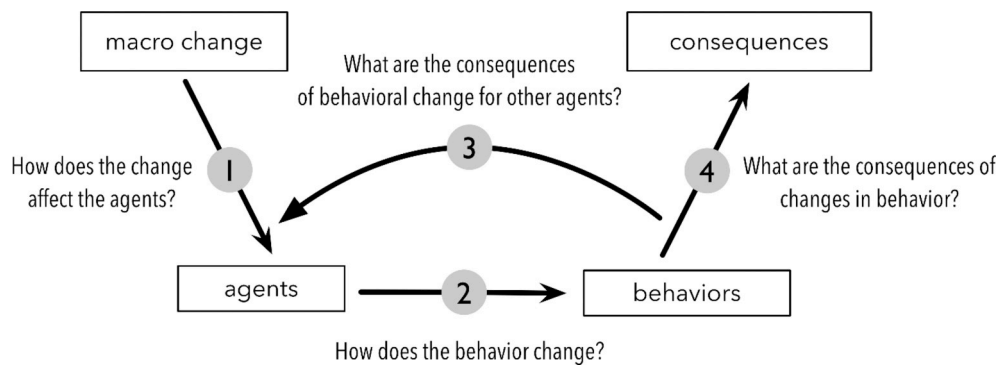 macro change
consequences
What are the consequences
of behavioral change for other agents?
3
How does the change
affect the agents?
1
4
What are the consequences of
changes in behavior?
agents
2
behaviors
How does the behavior change?